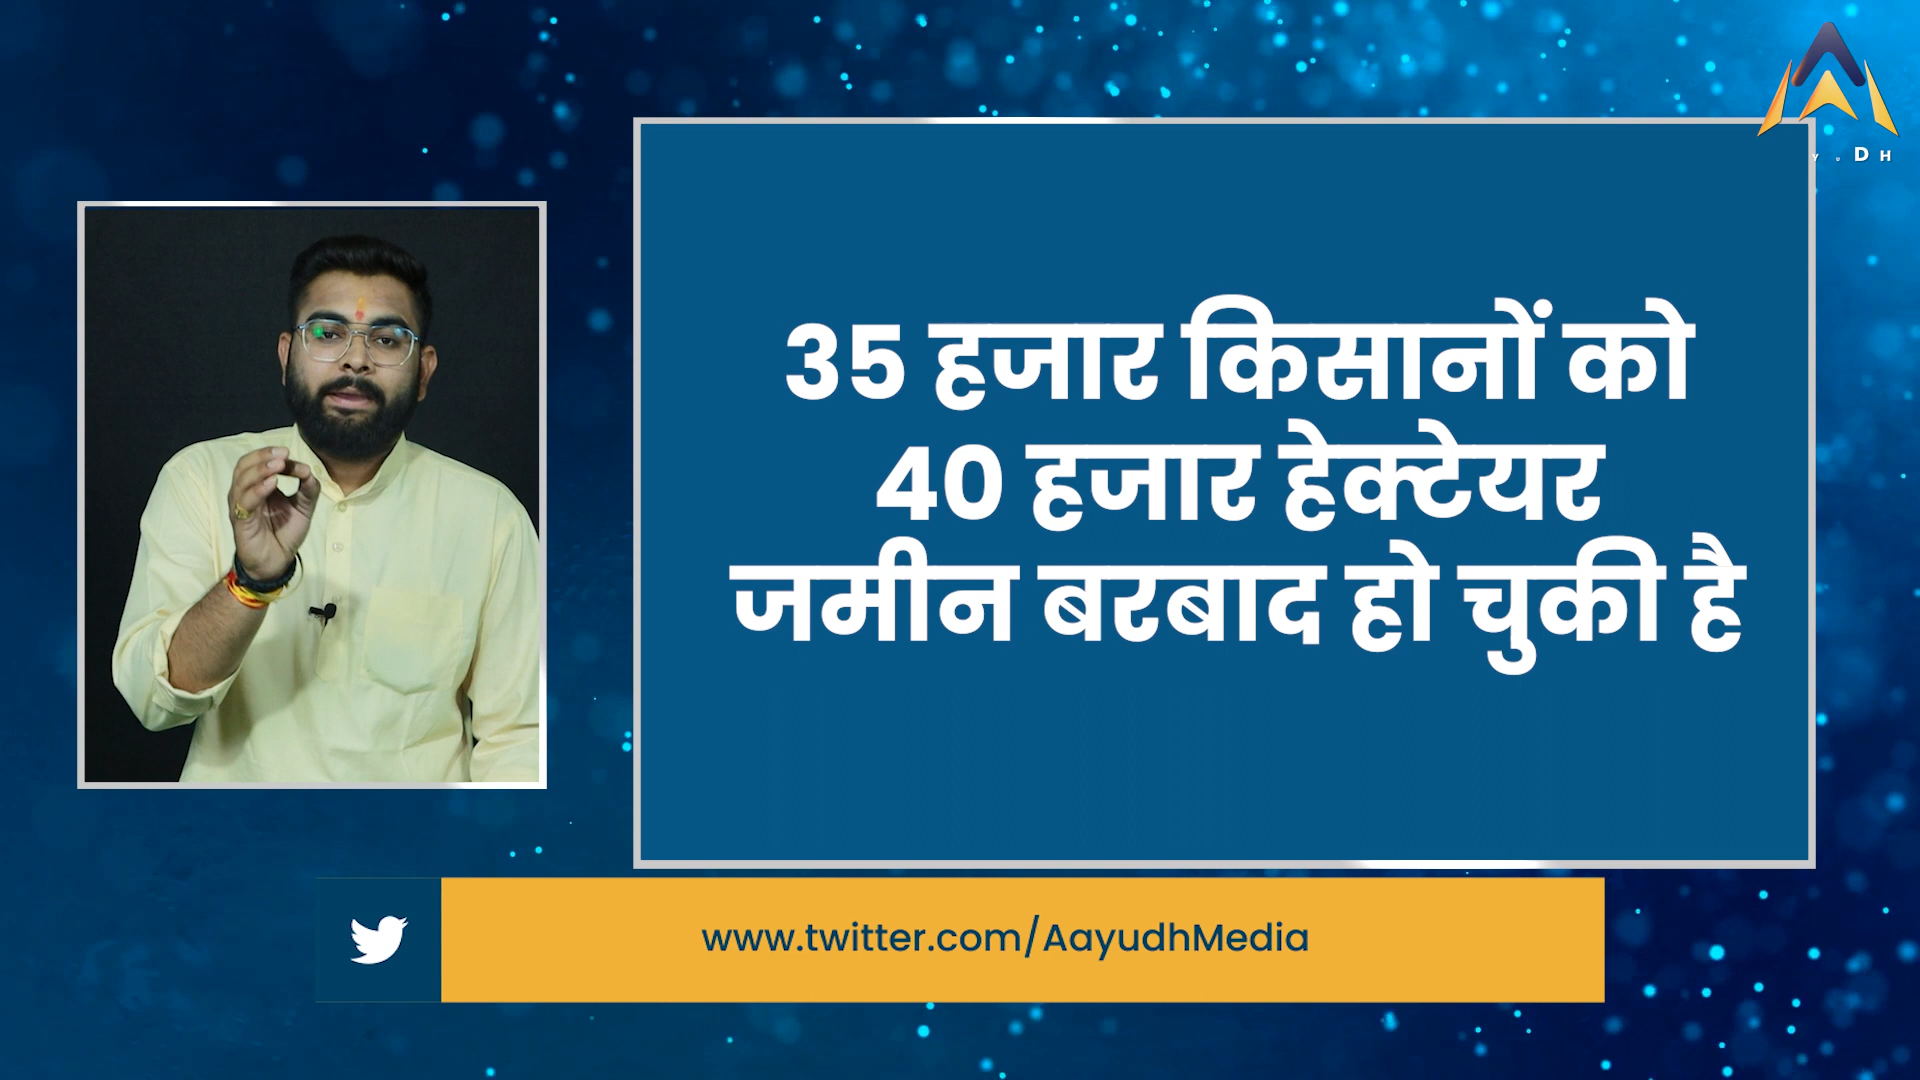 35 हजार किसानों को
40 हजार हेक्टेयर
जमीन बरबाद हो चुकी है
www.twitter.com/AayudhMedia
Y U D H